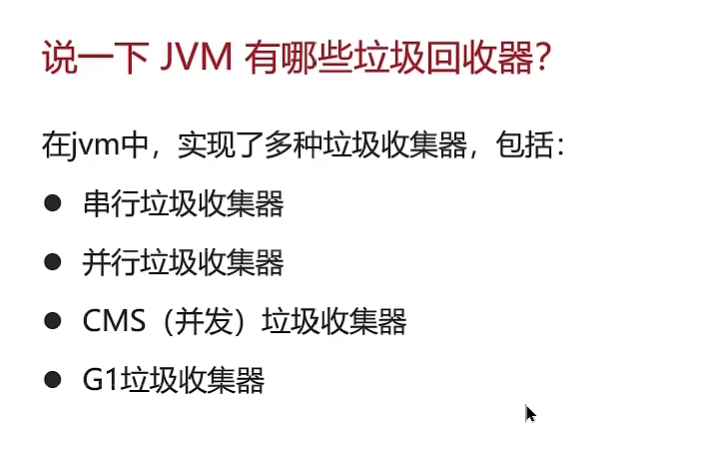 说一下 JVM 有哪些垃圾回收器？
在jvm中，实现了多种垃圾收集器，包括：
● 串行垃圾收集器
● 并行垃圾收集器
● CMS（并发）垃圾收集器
● G1垃圾收集器